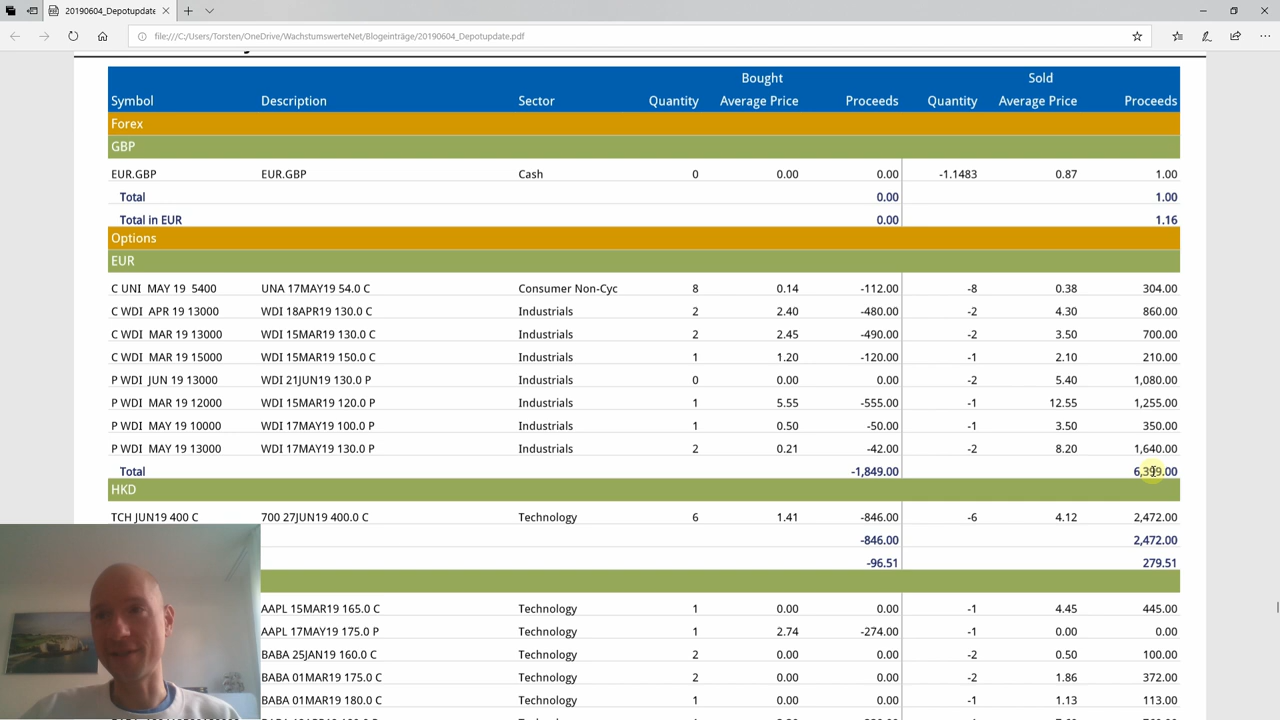 20190604_Depotupdate
file:///C:/Users/Torsten/OneDrive/WachstumswerteNet/Blogeinträge/20190604_Depotupdate.pdf
Bought Sold
Symbol Description Sector Quantity Average Price Proceeds Quantity Average Price Proceeds
Forex
GBP
EUR.GBP EUR.GBP Cash 0 0.00 0.00 -1.1483 0.87 1.00
Total 0.00 1.00
Total in EUR 0.00 1.16
Options
EUR
C UNI MAY 19 5400 UNA 17MAY19 54.0 C Consumer Non-Cyc 8 0.14 -112.00 -8 0.38 304.00
C WDI APR 19 13000 WDI 18APR19 130.0 C Industrials 2 2.40 -480.00 -2 4.30 860.00
C WDI MAR 19 13000 WDI 15MAR19 130.0 C Industrials 2 2.45 -490.00 -2 3.50 700.00
C WDI MAR 19 15000 WDI 15MAR19 150.0 C Industrials 1 1.20 -120.00 -1 2.10 210.00
P WDI JUN 19 13000 WDI 21JUN19 130.0 P Industrials 0 0.00 0.00 -2 5.40 1,080.00
P WDI MAR 19 12000 WDI 15MAR19 120.0 P Industrials 1 5.55 -555.00 -1 12.55 1,255.00
P WDI MAY 19 10000 WDI 17MAY19 100.0 P Industrials 1 0.50 -50.00 -1 3.50 350.00
P WDI MAY 19 13000 WDI 17MAY19 130.0 P Industrials 2 0.21 -42.00 -2 8.20 1,640.00
Total -1,849.00 6,399.00
HKD
TCH JUN19 400 C 700 27JUN19 400.0 C Technology 6 1.41 -846.00 -6 4.12 2,472.00
-846.00 2,472.00
-96.51 279.51
AAPL 15MAR19 165.0 C Technology 1 0.00 0.00 -1 4.45 445.00
AAPL 17MAY19 175.0 P Technology 1 2.74 -274.00 -1 0.00 0.00
BABA 25JAN19 160.0 C Technology 2 0.00 0.00 -2 0.50 100.00
BABA 01MAR19 175.0 C Technology 2 0.00 0.00 -2 1.86 372.00
BABA 01MAR19 180.0 C Technology 1 0.00 0.00 -1 1.13 113.00